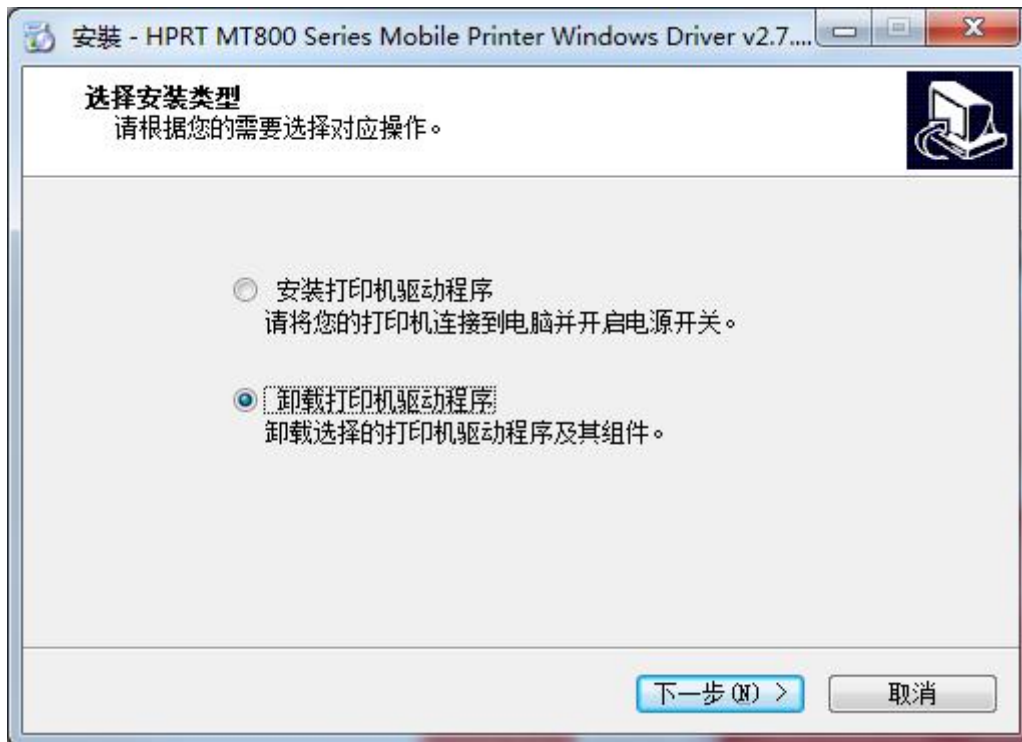 安裝 - HPRT MT800 Series Mobile Printer Windows Driver v2.7....
选择安装类型
请根据您的需要选择对应操作。
安装打印机驱动程序
请将您的打印机连接到电脑并开启电源开关。
卸载打印机驱动程序
卸载选择的打印机驱动程序及其组件。
下一步(N) >
取消